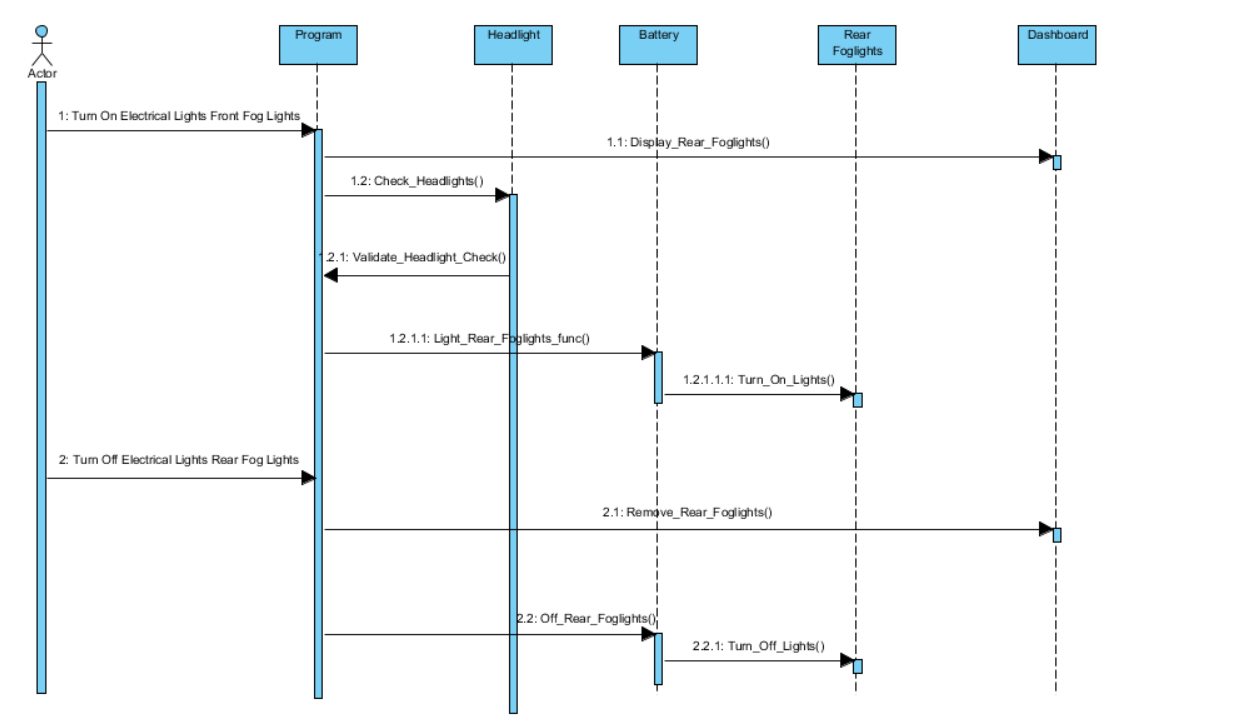 Actor
Program
Headlight
Battery
Rear
Foglights
Dashboard
1: Turn On Electrical Lights Front Fog Lights
1.1: Display_Rear_Foglights()
1.2: Check_Headlights()
1.2.1: Validate_Headlight_Check()
1.2.1.1: Light_Rear_Foglights_func()
1.2.1.1.1: Turn_On_Lights()
2: Turn Off Electrical Lights Rear Fog Lights
2.1: Remove_Rear_Foglights()
2.2: Off_Rear_Foglights()
2.2.1: Turn_Off_Lights()